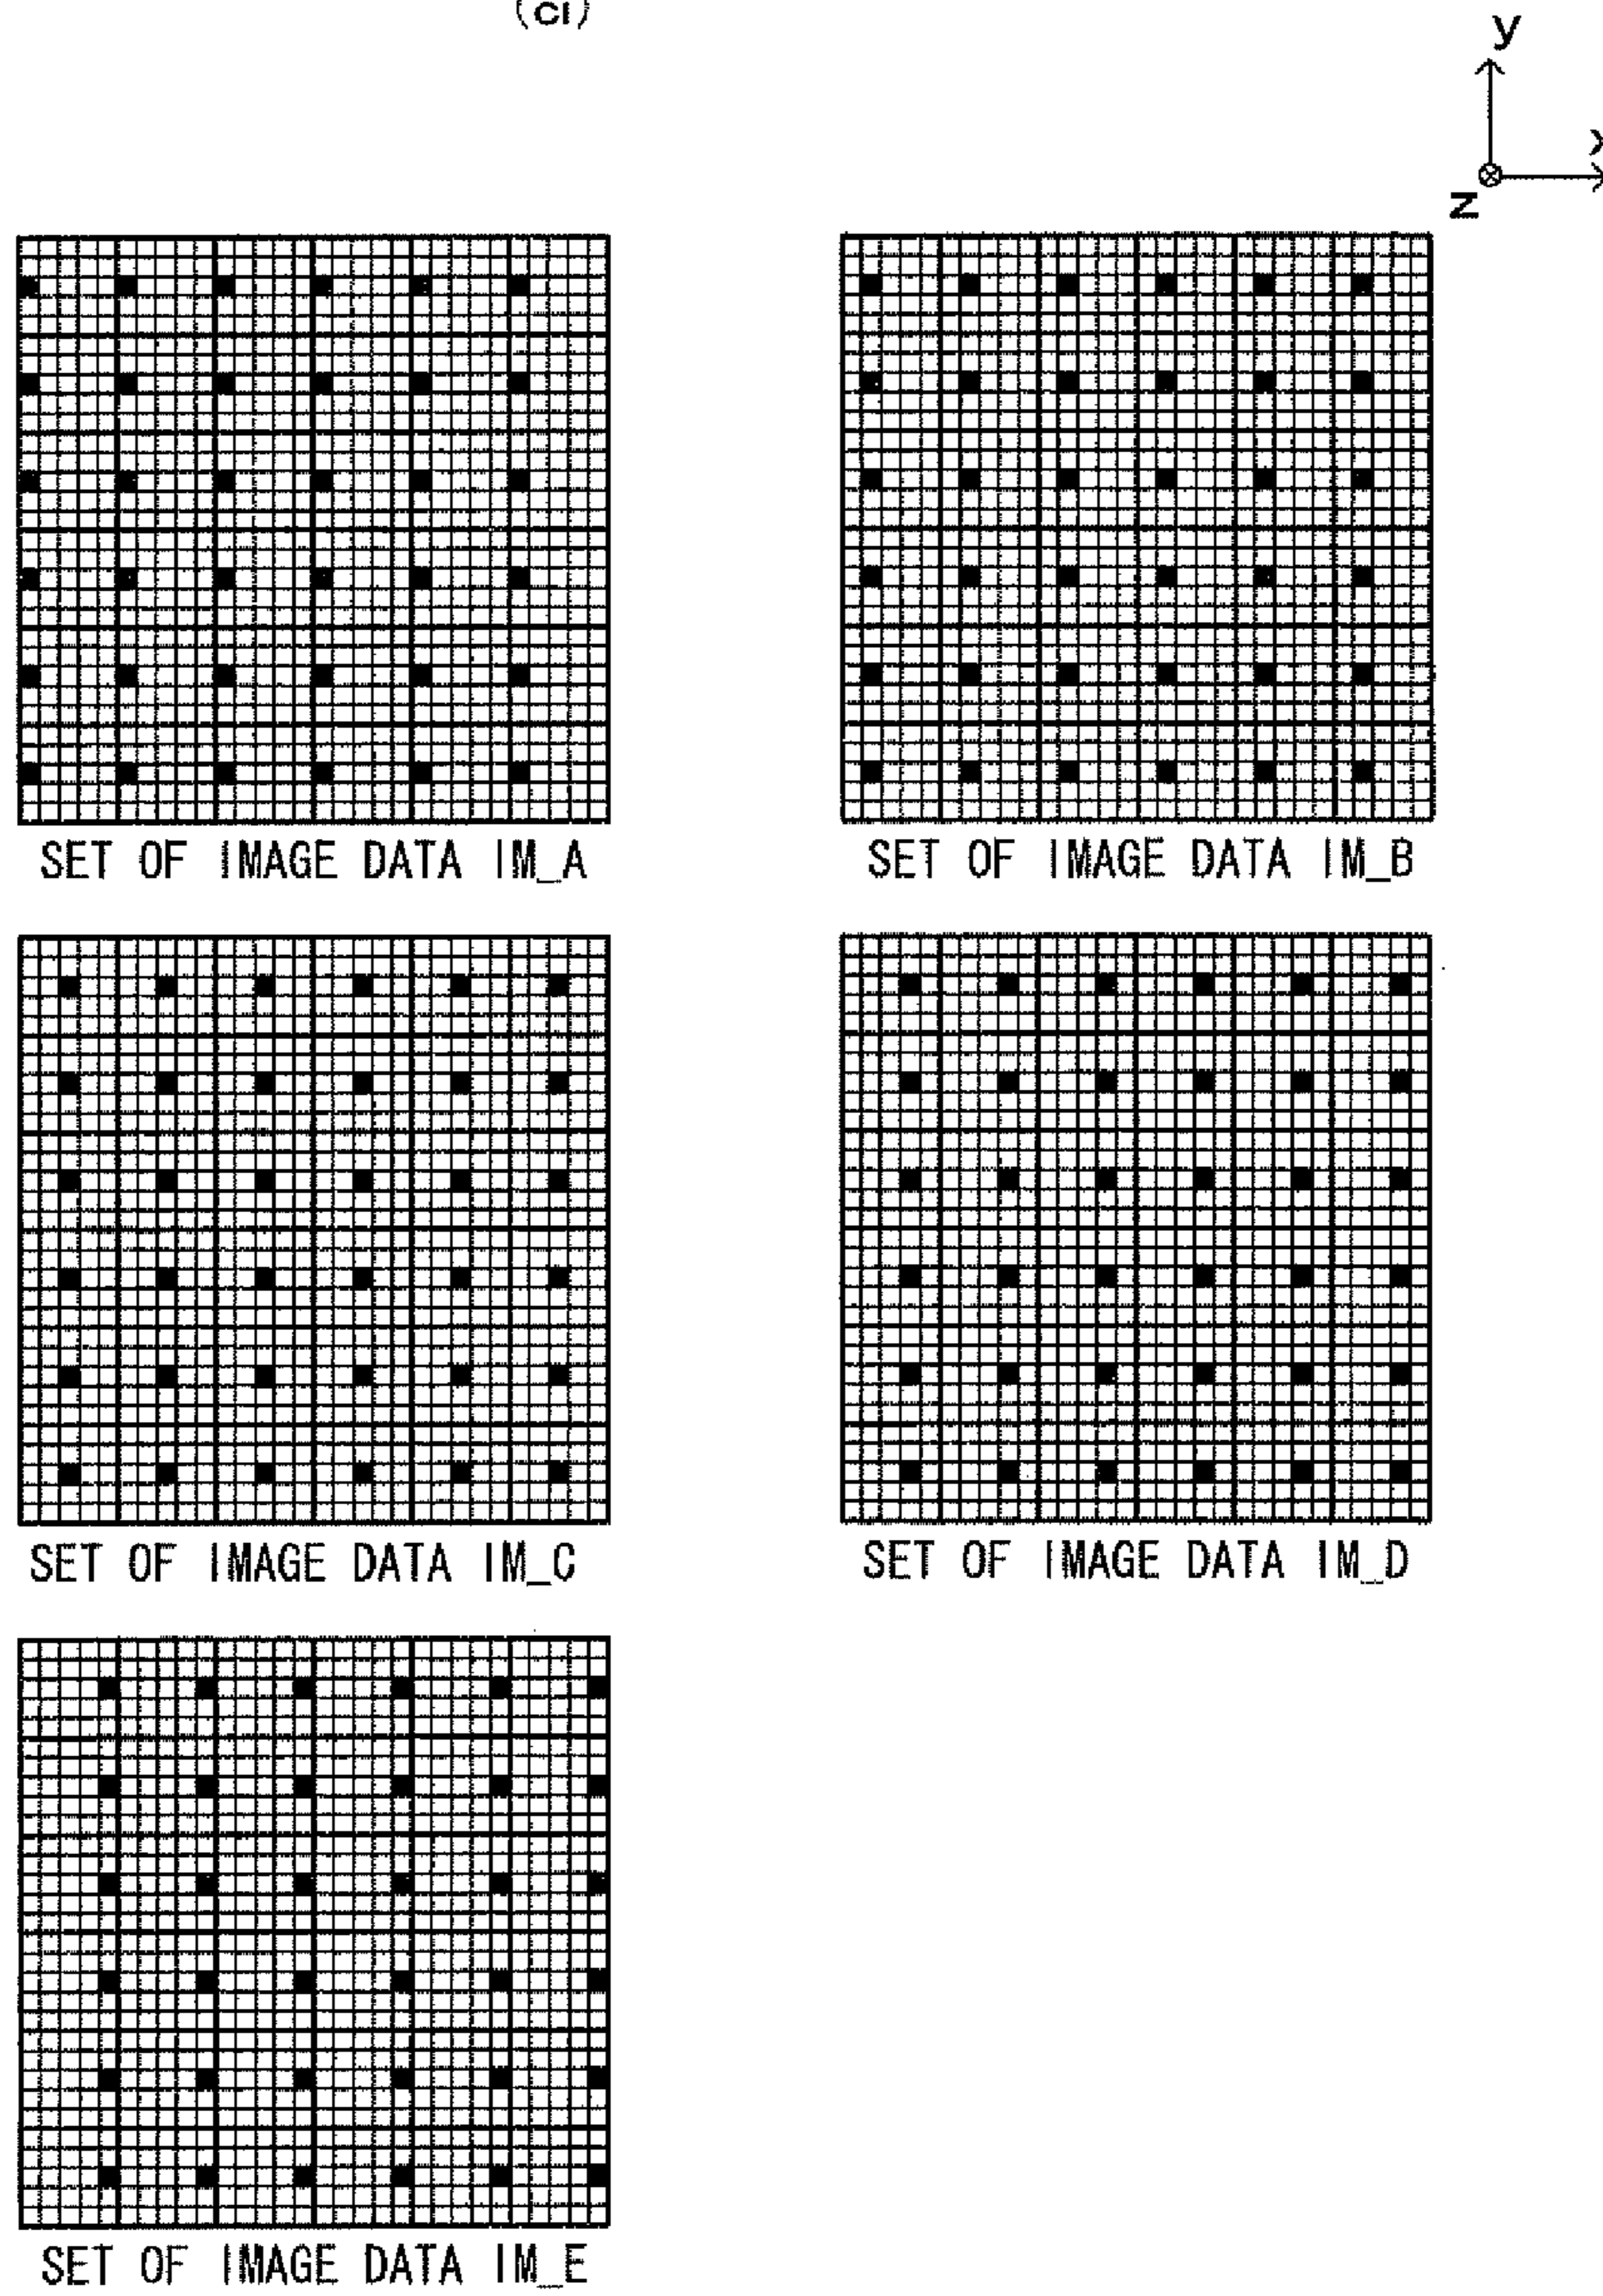 y
x
z
SET OF IMAGE DATA IM_A
SET OF IMAGE DATA IM_B
SET OF IMAGE DATA IM_C
SET OF IMAGE DATA IM_D
SET OF IMAGE DATA IM_E